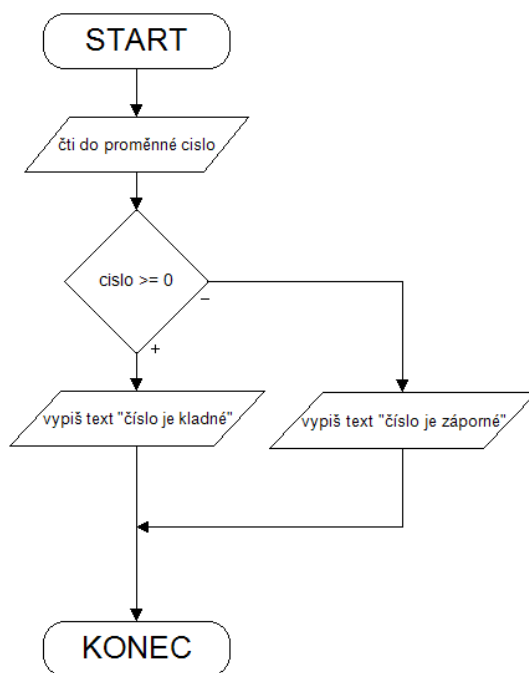 START
čti do proměnné cislo
cislo >= 0
–
+
vypiš text "číslo je kladné"
vypiš text "číslo je záporné"
KONEC